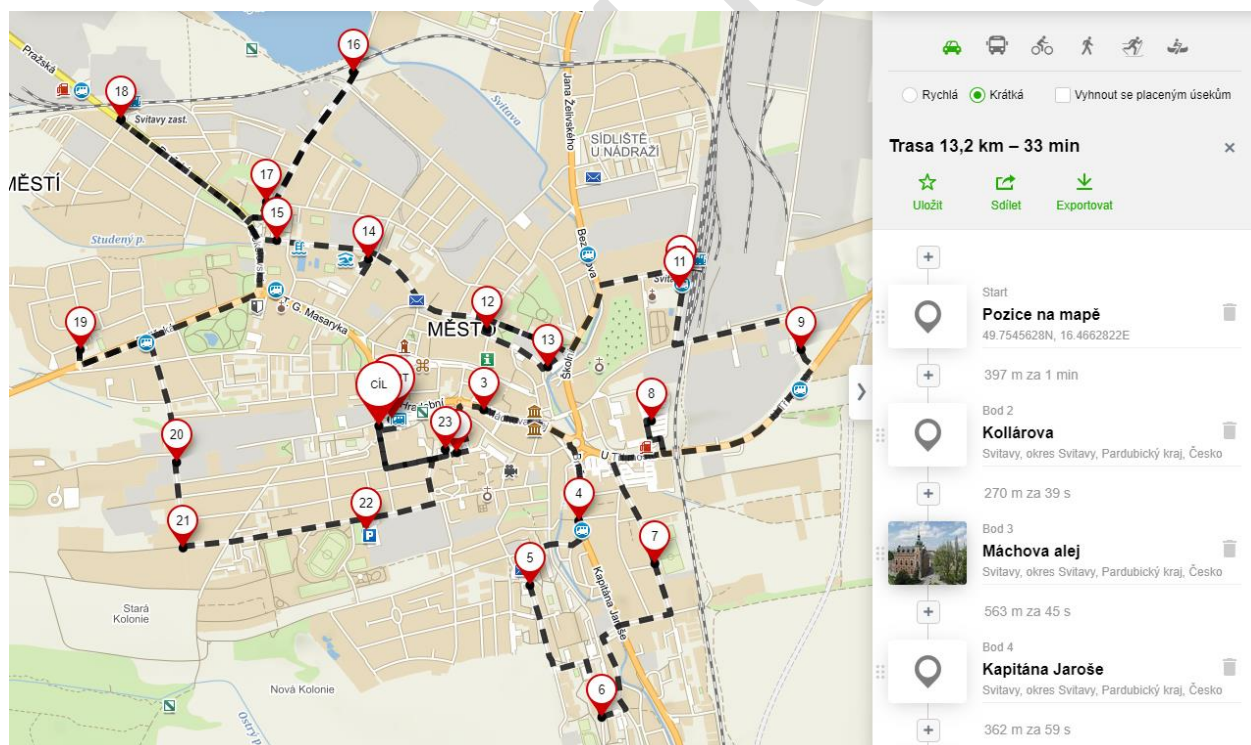 16
18
Pražská
Svitavy zast.
MĚSTÍ
Svitava
Jana Želivského
SÍDLIŠTĚ
U NÁDRAŽÍ
17
15
14
Studený p.
11
T. G. Masaryka
12
MĚSTO
13
9
19
Školní
CÍL
3
8
Hradební
23
20
22
P
21
4
5
7
Kapitána Jaroše
Stará
Kolonie
Nová Kolonie
6
Ostrý p.
Rychlá
Krátká
Vyhnout se placeným úsekům
Trasa 13,2 km – 33 min
Uložit
Sdílet
Exportovat
Start
Pozice na mapě
49.7545628N, 16.4662822E
397 m za 1 min
Bod 2
Kollárova
Svitavy, okres Svitavy, Pardubický kraj, Česko
270 m za 39 s
Bod 3
Máchova alej
Svitavy, okres Svitavy, Pardubický kraj, Česko
563 m za 45 s
Bod 4
Kapitána Jaroše
Svitavy, okres Svitavy, Pardubický kraj, Česko
362 m za 59 s